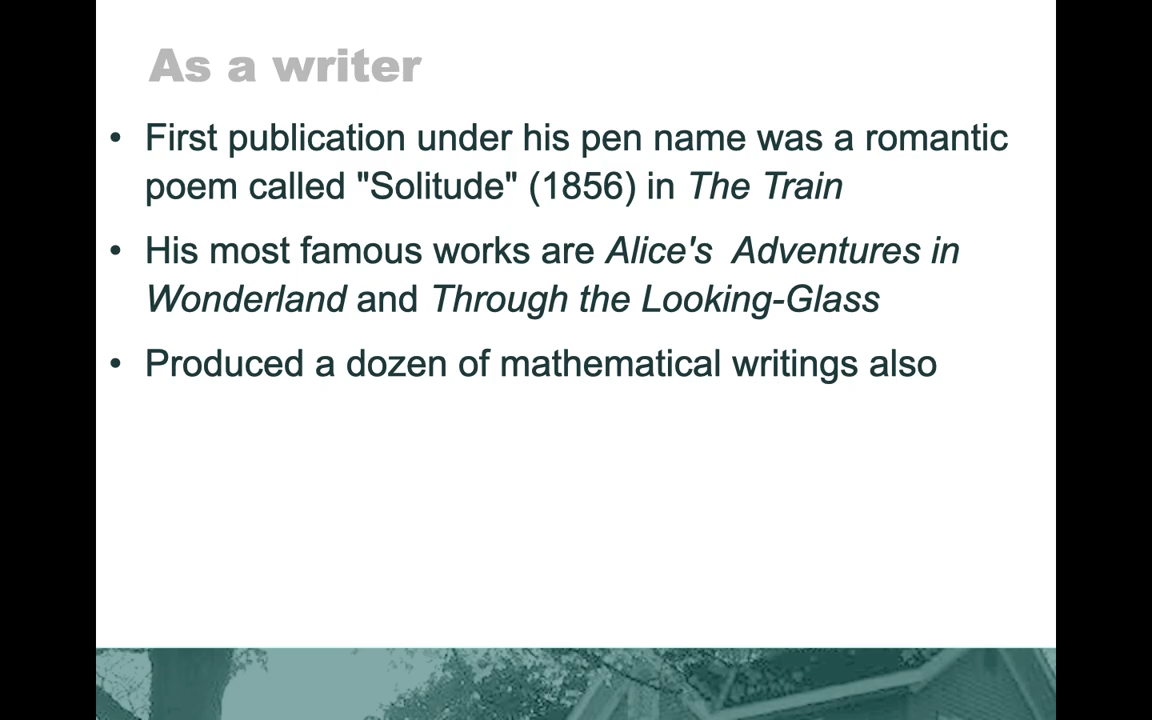 As a writer
• First publication under his pen name was a romantic
poem called "Solitude" (1856) in The Train
• His most famous works are Alice's  Adventures in
Wonderland and Through the Looking-Glass
• Produced a dozen of mathematical writings also